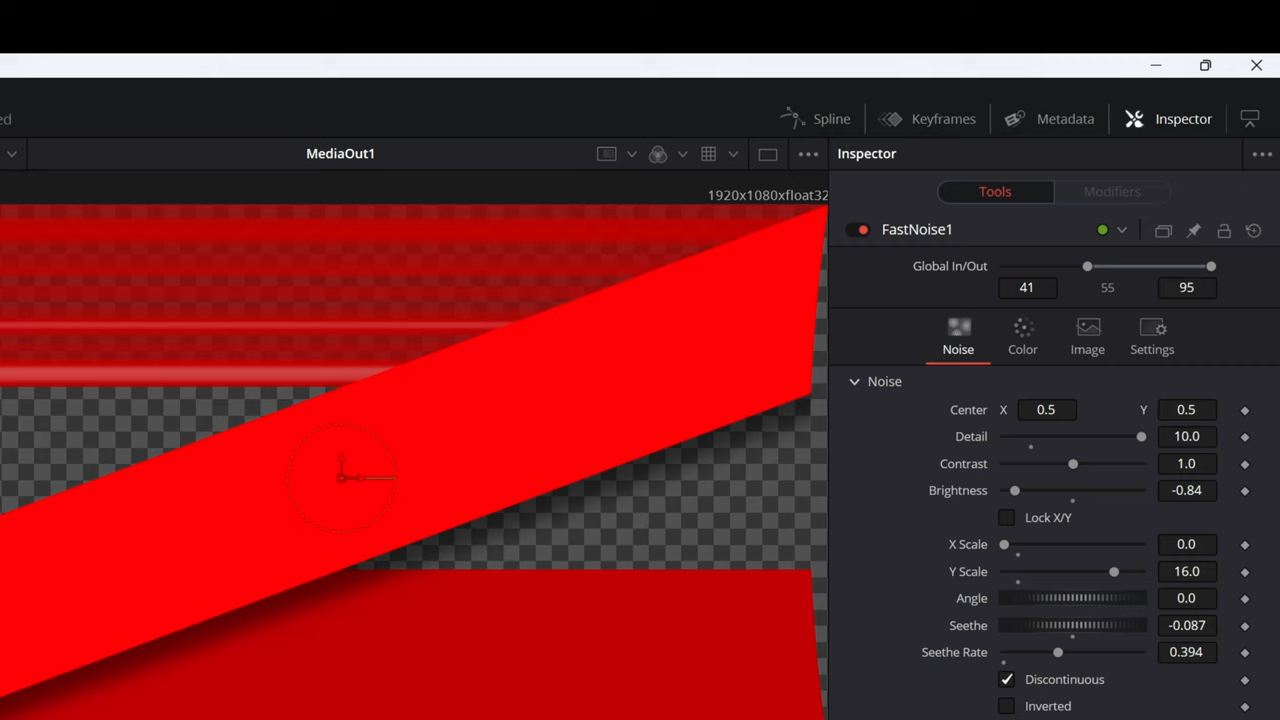 ed
Spline
Keyframes
Metadata
Inspector
MediaOut1
Inspector
1920x1080xfloat32
Tools
Modifiers
FastNoise1
Global In/Out
41 55 95
Noise Color Image Settings
Noise
Center X 0.5 Y 0.5
Detail 10.0
Contrast 1.0
Brightness -0.84
Lock X/Y
X Scale 0.0
Y Scale 16.0
Angle 0.0
Seethe -0.087
Seethe Rate 0.394
Discontinuous
Inverted